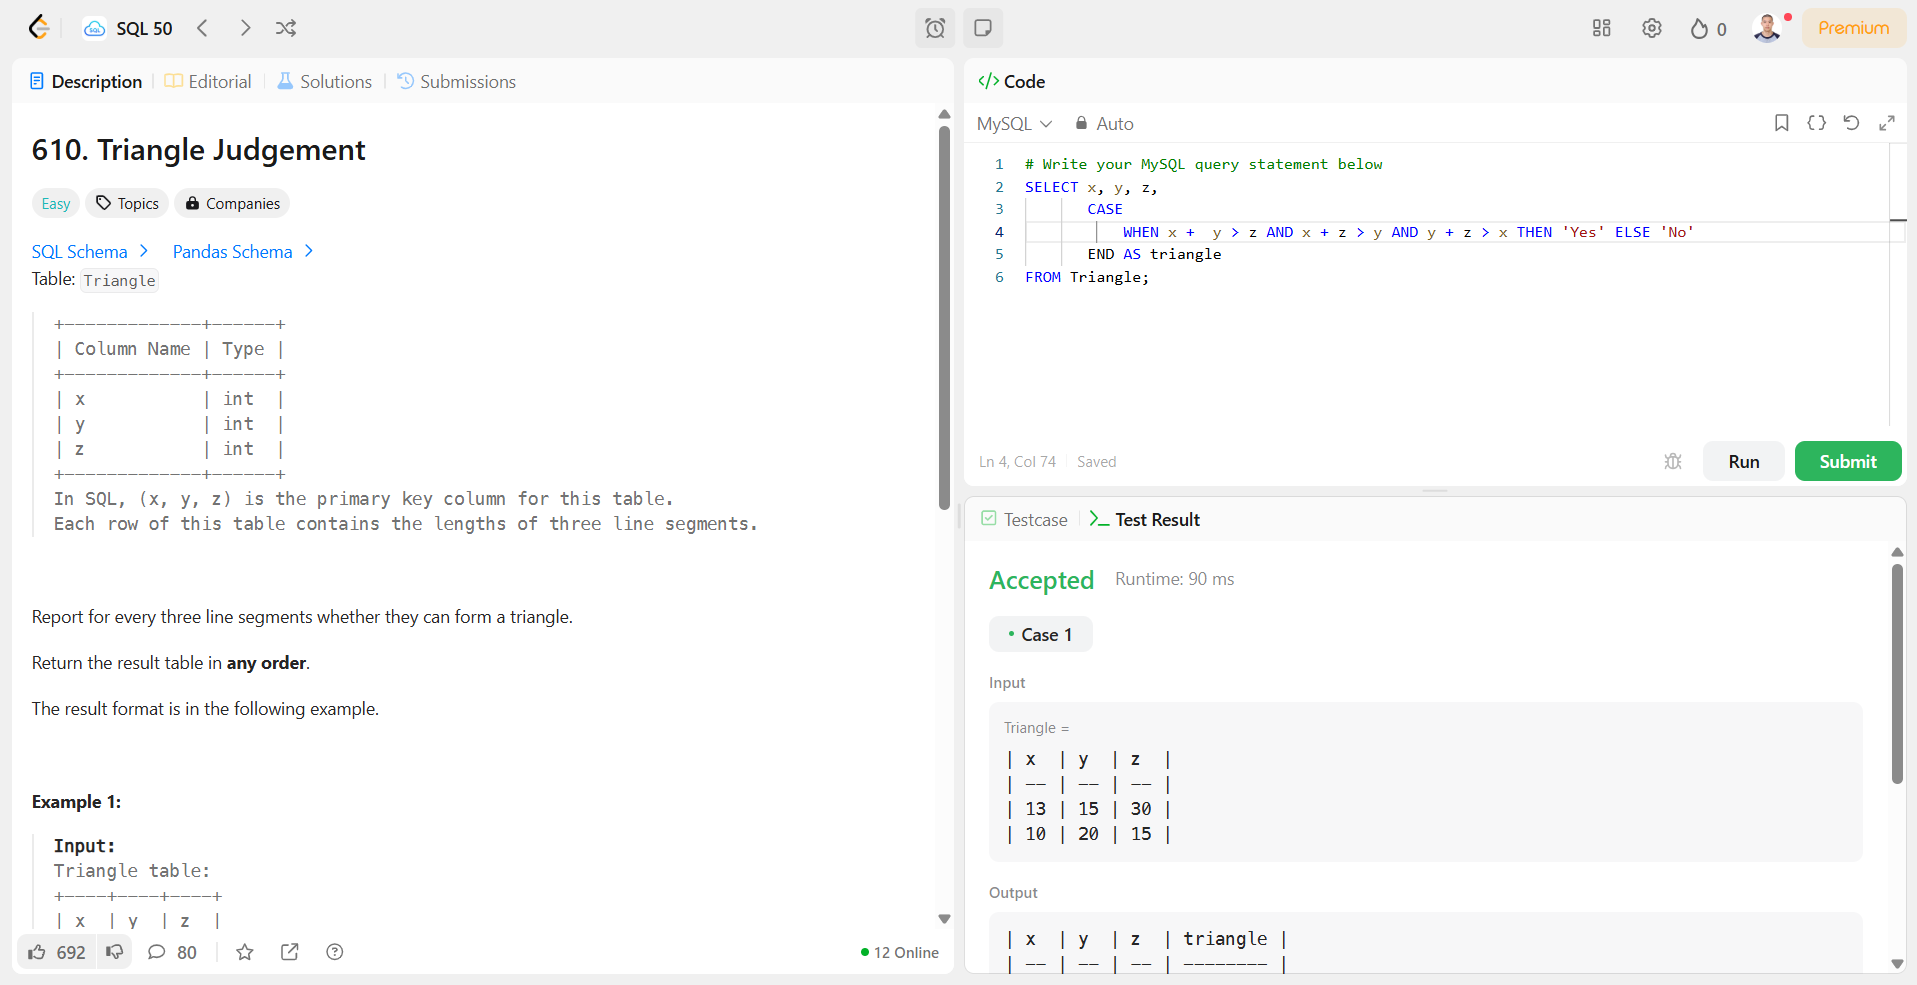 SQL 50
0
Premium
Description
Editorial
Solutions
Submissions
610. Triangle Judgement
Easy
Topics
Companies
SQL Schema
Pandas Schema
Table: Triangle
+-------------+------+
| Column Name | Type |
+-------------+------+
| x           | int  |
| y           | int  |
| z           | int  |
+-------------+------+
In SQL, (x, y, z) is the primary key column for this table.
Each row of this table contains the lengths of three line segments.
Report for every three line segments whether they can form a triangle.
Return the result table in any order.
The result format is in the following example.
Example 1:
Input:
Triangle table:
+----+----+----+
| x  | y  | z  |
692
80
12 Online
</> Code
MySQL
Auto
1 # Write your MySQL query statement below
2 SELECT x, y, z,
3        CASE
4            WHEN x +  y > z AND x + z > y AND y + z > x THEN 'Yes' ELSE 'No'
5        END AS triangle
6 FROM Triangle;
Ln 4, Col 74
Saved
Run
Submit
Testcase
Test Result
Accepted
Runtime: 90 ms
Case 1
Input
Triangle =
| x  | y  | z  |
| -- | -- | -- |
| 13 | 15 | 30 |
| 10 | 20 | 15 |
Output
| x  | y  | z  | triangle |
| -- | -- | -- | -------- |